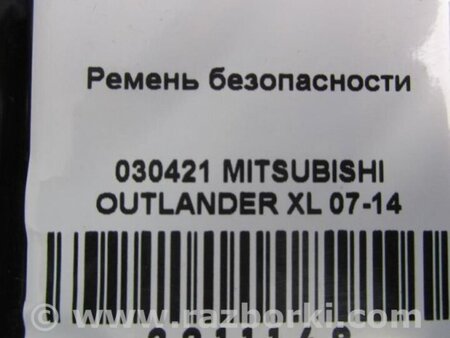 Ремень безопасности
030421 MITSUBISHI
OUTLANDER XL 07-14
www.razborki.com